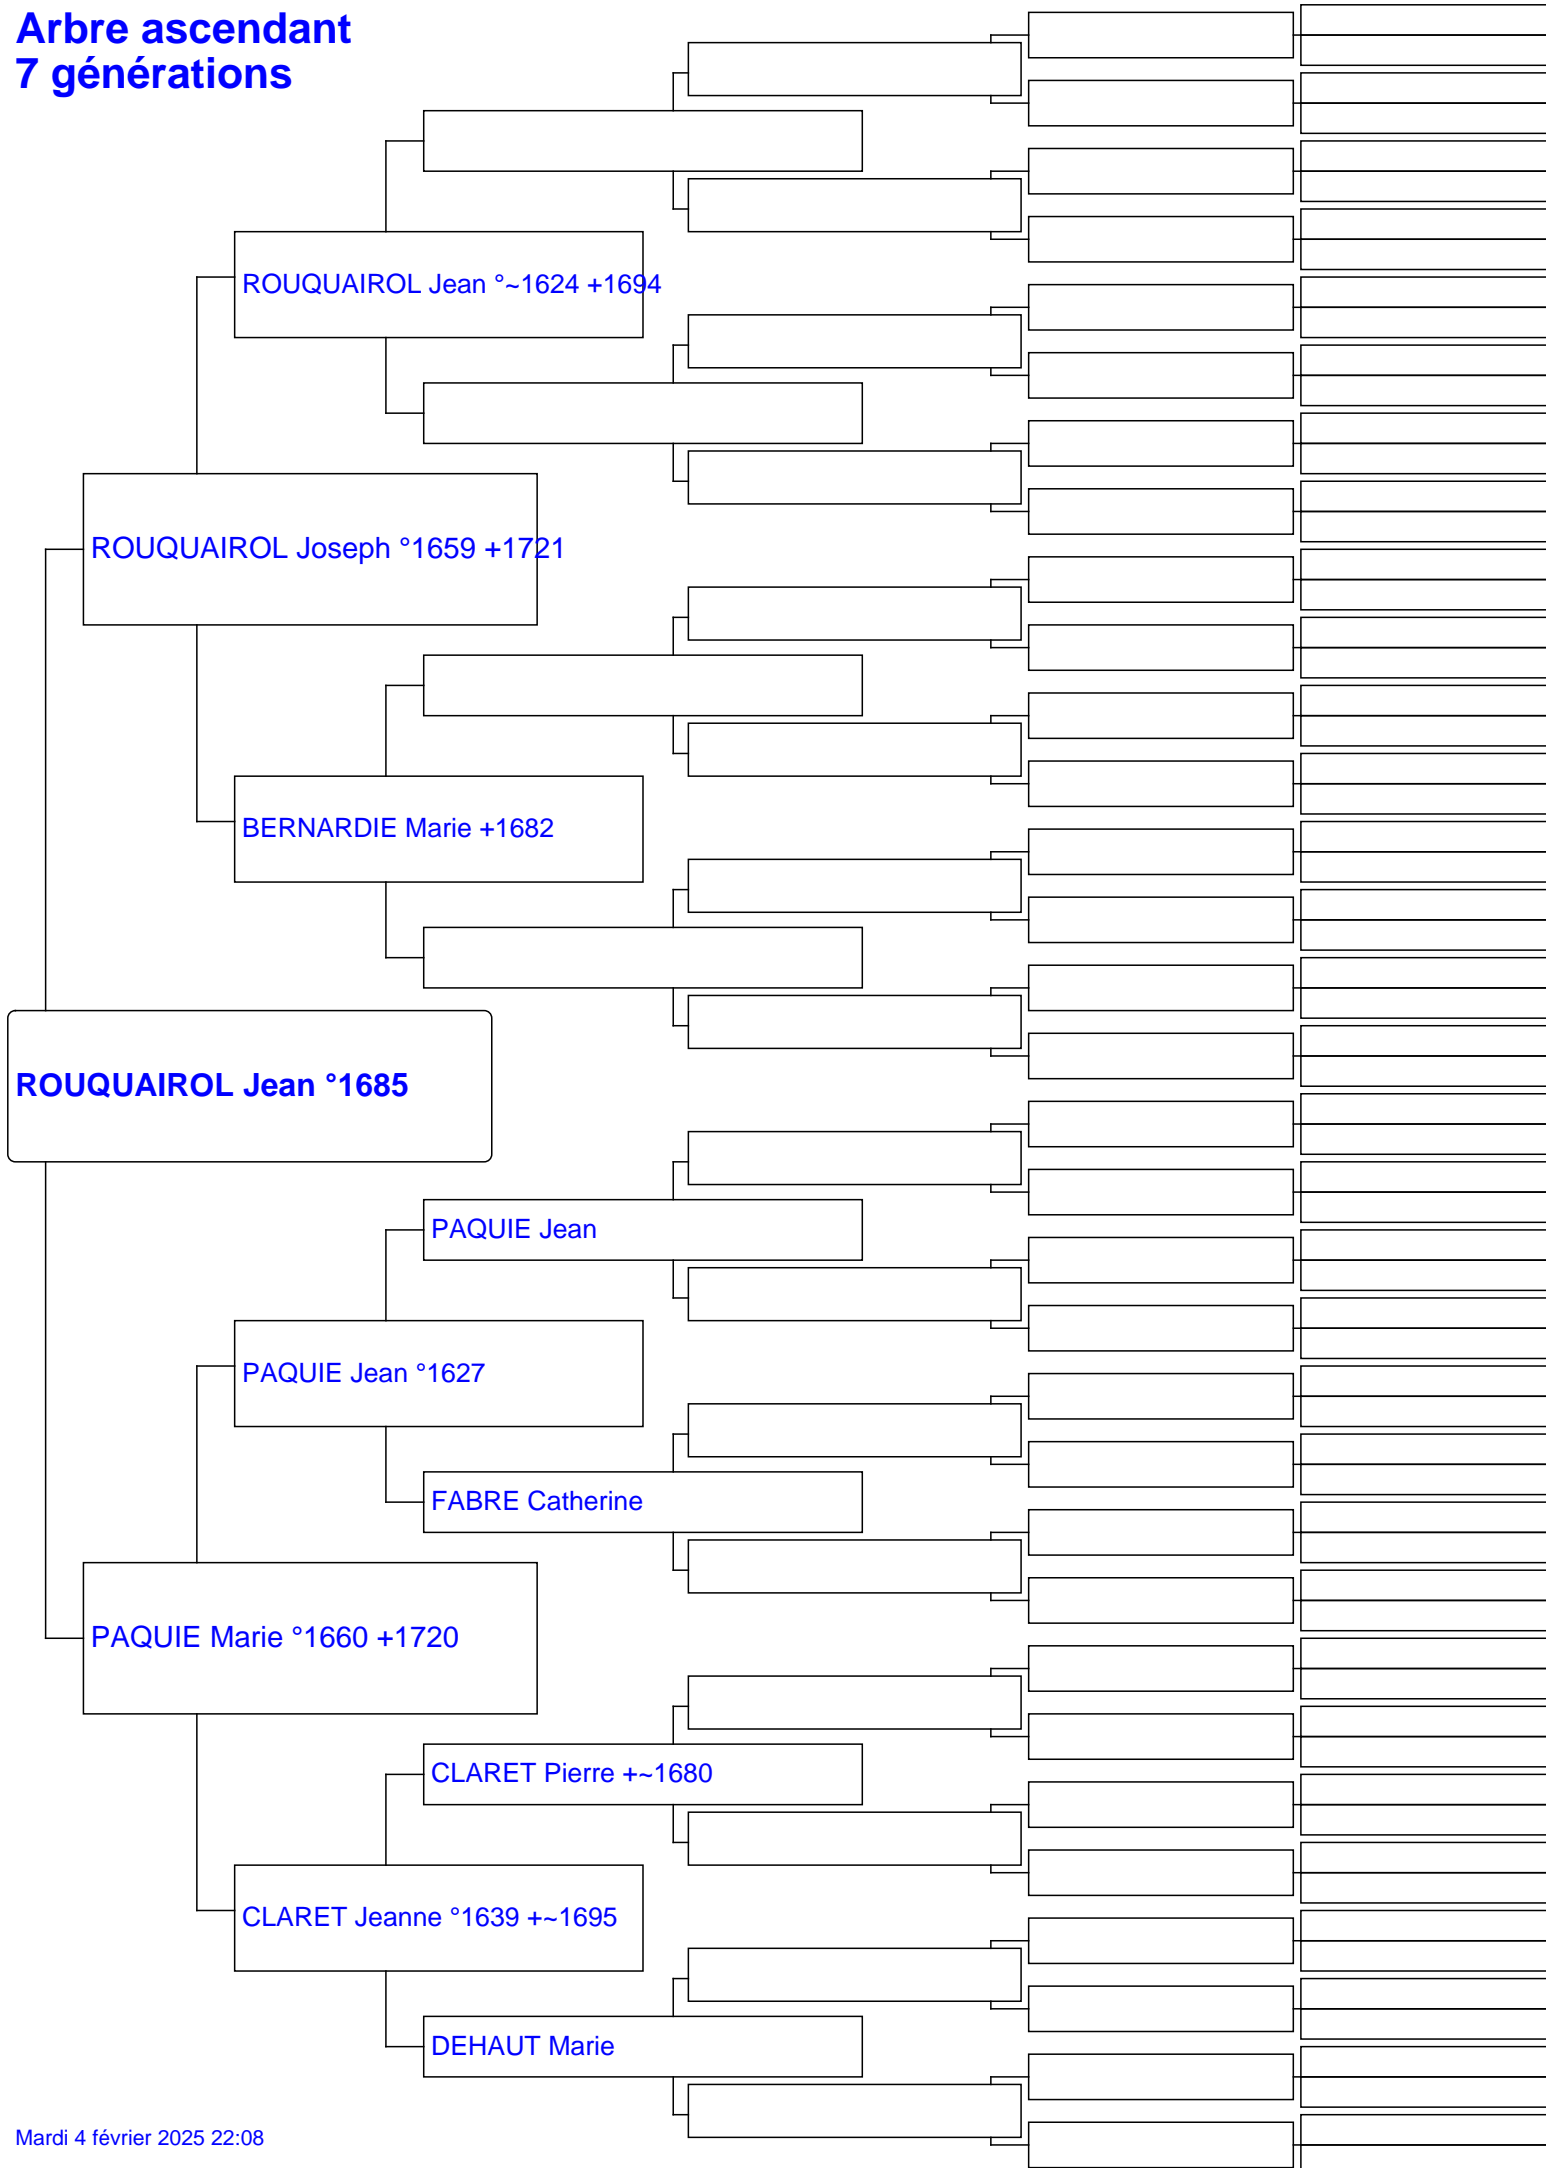 Arbre ascendant
7 générations
ROUQUAIROL Jean °~1624 +1694
ROUQUAIROL Joseph °1659 +1721
BERNARDIE Marie +1682
ROUQUAIROL Jean °1685
PAQUIE Jean
PAQUIE Jean °1627
FABRE Catherine
PAQUIE Marie °1660 +1720
CLARET Pierre +~1680
CLARET Jeanne °1639 +~1695
DEHAUT Marie
Mardi 4 février 2025 22:08